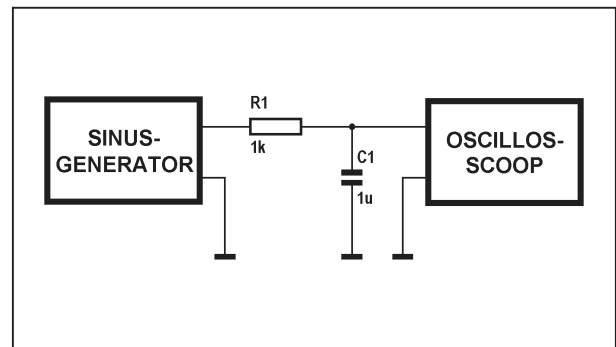 SINUS-
GENERATOR
R1
1k
C1
1u
OSCILLOS-
SCOOP